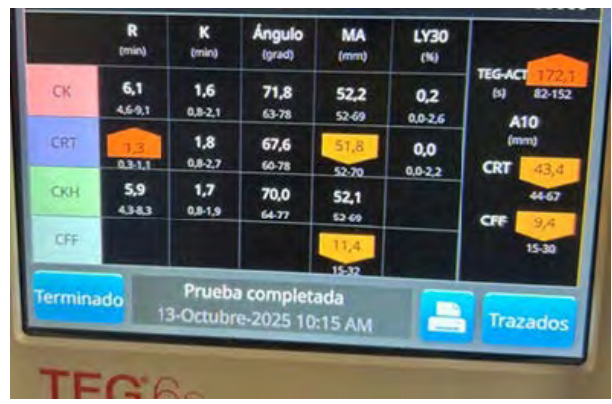 R K Ángulo MA LY30
(min) (min) (grad) (mm) (%)
CK 6,1 1,6 71,8 52,2 0,2
4,6-9,1 0,8-2,1 63-78 52-69 0,0-2,6
CRT 1,3 1,8 67,6 51,8 0,0
0.3-1,1 0,8-2,7 60-78 52-70 0,0-2,2
CKH 5,9 1,7 70,0 52,1
4,3-8,3 0,8-1,9 64-77 52-69
CFF 11,4
15-32
TEG-ACT 172,1
(s) 82-152
A10
(mm)
CRT 43,4
44-67
CFF 9,4
15-30
Terminado
Prueba completada
13-Octubre-2025 10:15 AM
Trazados
TEG 6s